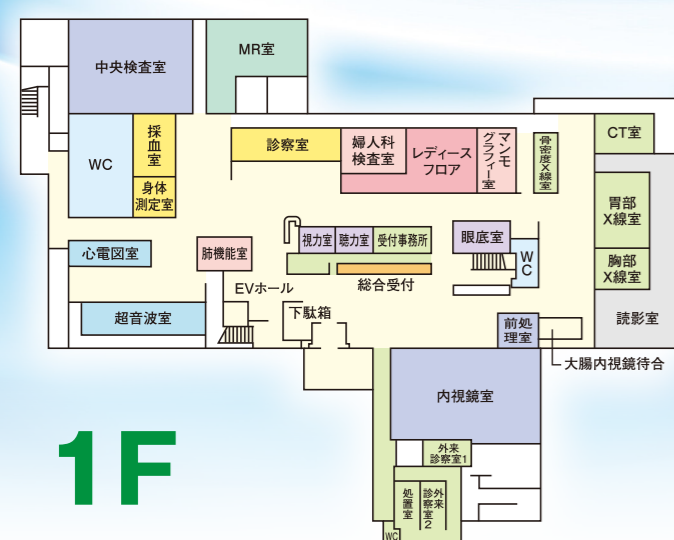 中央検査室
MR室
WC
採血室
身体
測定室
診察室
婦人科
検査室
レディース
フロア
マンモ
グラフィー室
骨密度X線室
CT室
胃部
X線室
胸部
X線室
読影室
心電図室
肺機能室
視力室
聴力室
受付事務所
眼底室
WC
総合受付
EVホール
下駄箱
超音波室
前処
理室
大腸内視鏡待合
内視鏡室
外来
診察室1
処置室
外来
診察室2
WC
1F